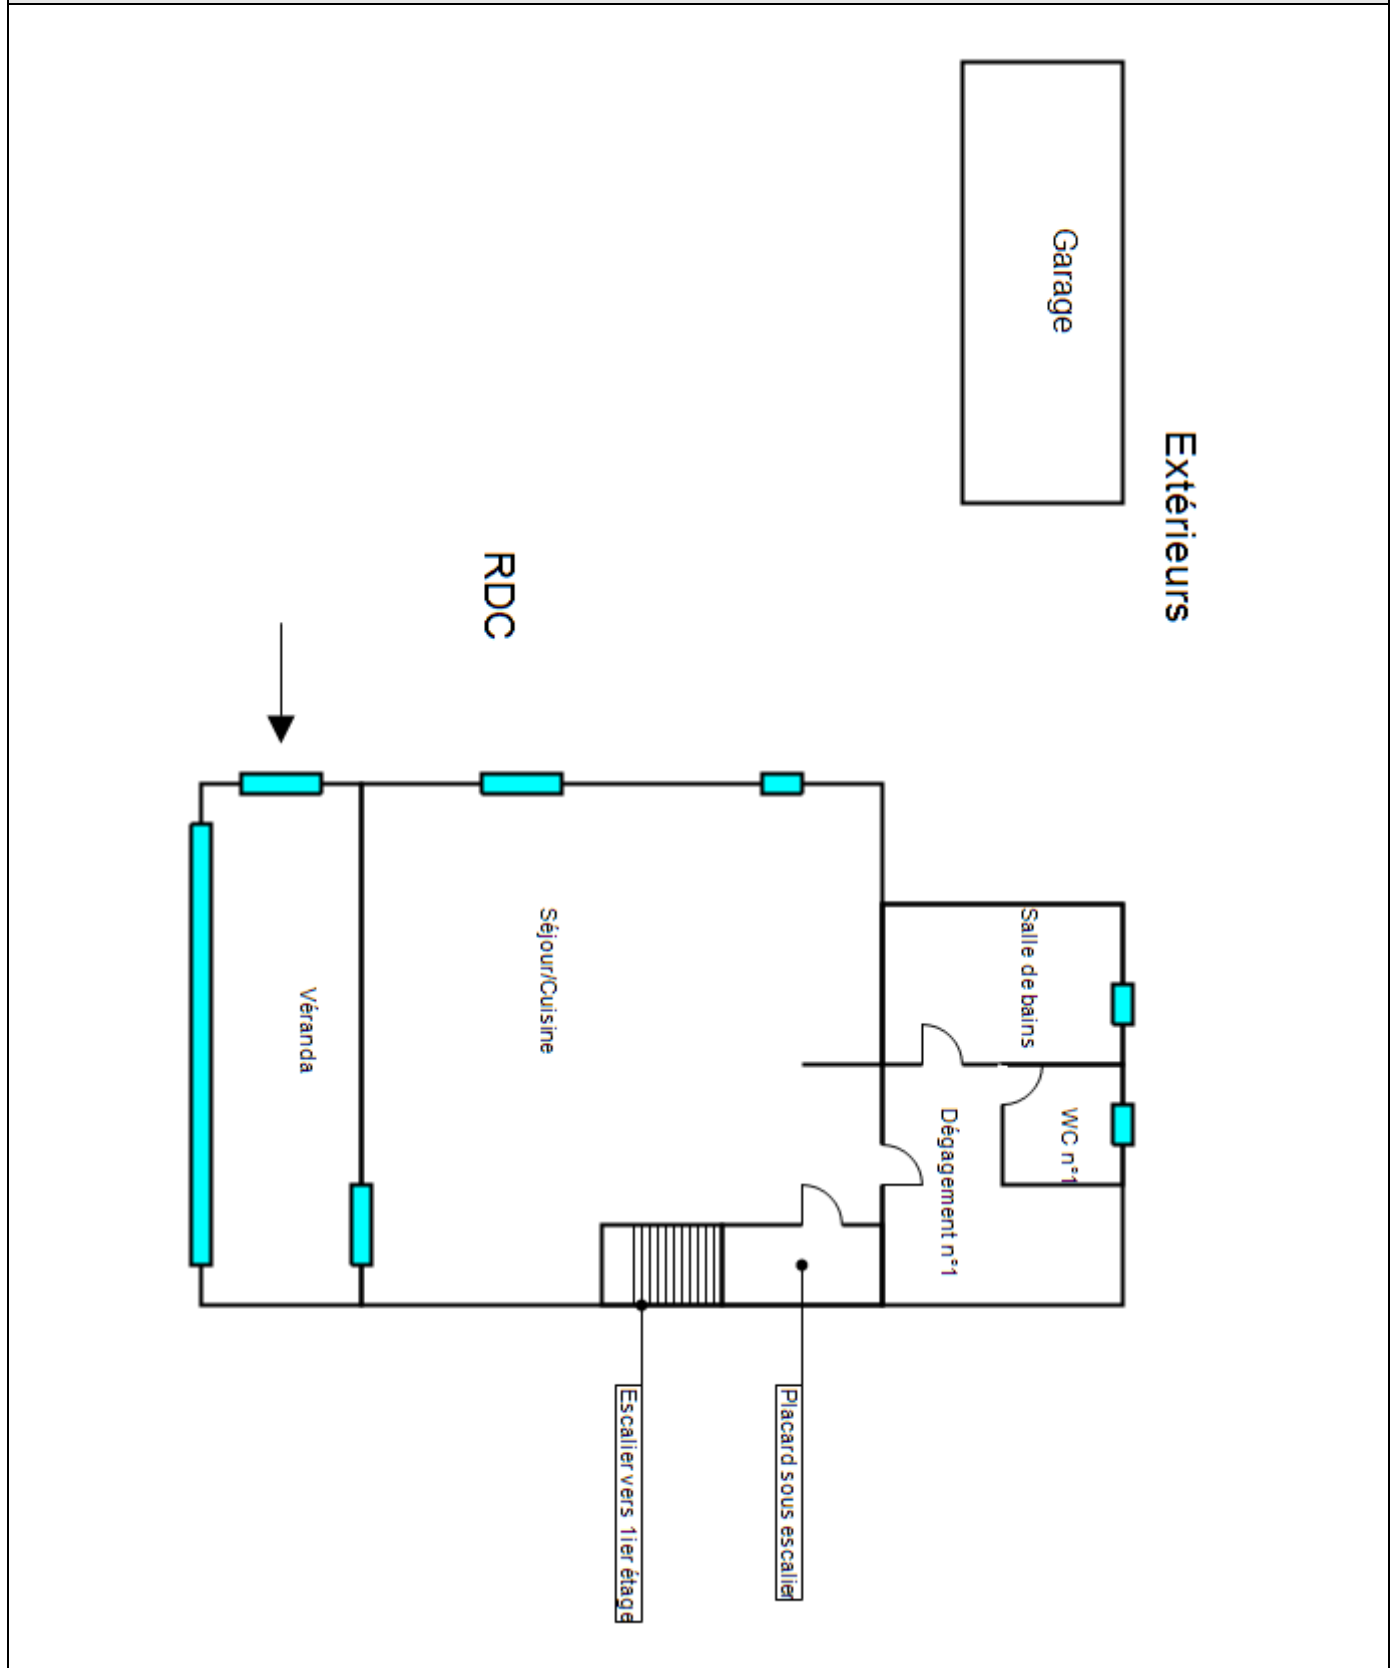 Extérieurs
Garage
RDC
Salle de bains
WC n°1
Dégagement n°1
Séjour/Cuisine
Véranda
Placard sous escalier
Escalier vers 1ier étage